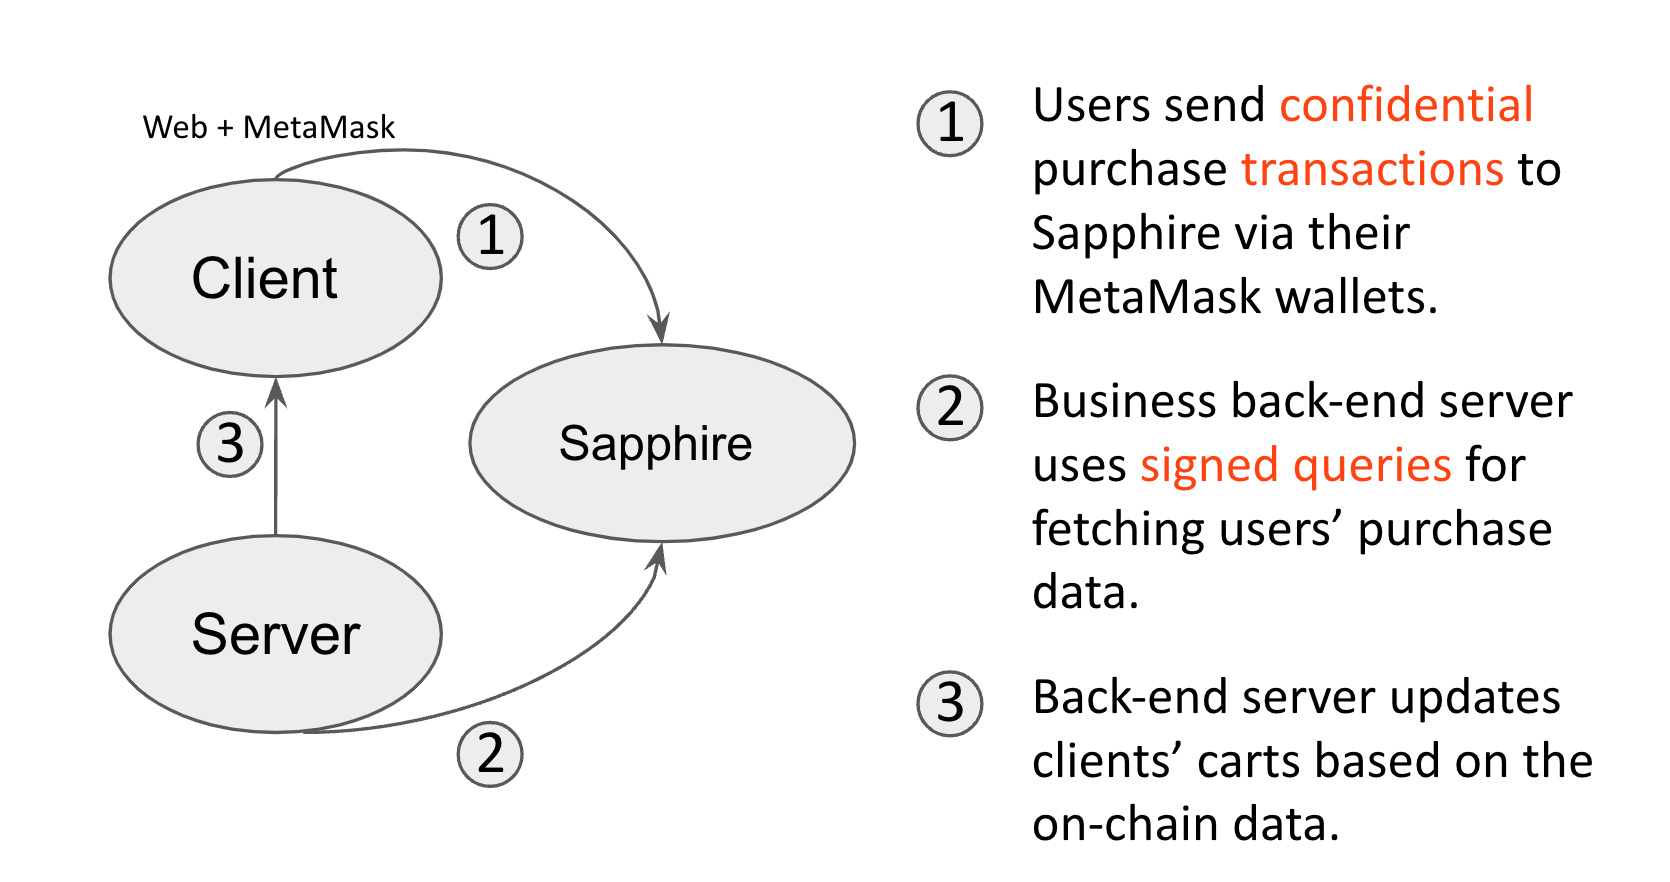 Web + MetaMask
Client
1
Sapphire
3
Server
2
1
Users send confidential
purchase transactions to
Sapphire via their
MetaMask wallets.
2
Business back-end server
uses signed queries for
fetching users’ purchase
data.
3
Back-end server updates
clients’ carts based on the
on-chain data.